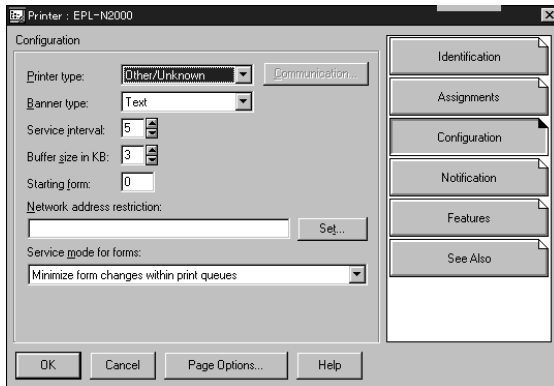 Printer : EPL-N2000
Configuration
Printer type: Other/Unknown Communication...
Banner type: Text
Service interval: 5
Buffer size in KB: 3
Starting form: 0
Network address restriction:
Set...
Service mode for forms:
Minimize form changes within print queues
Identification
Assignments
Configuration
Notification
Features
See Also
OK Cancel Page Options... Help